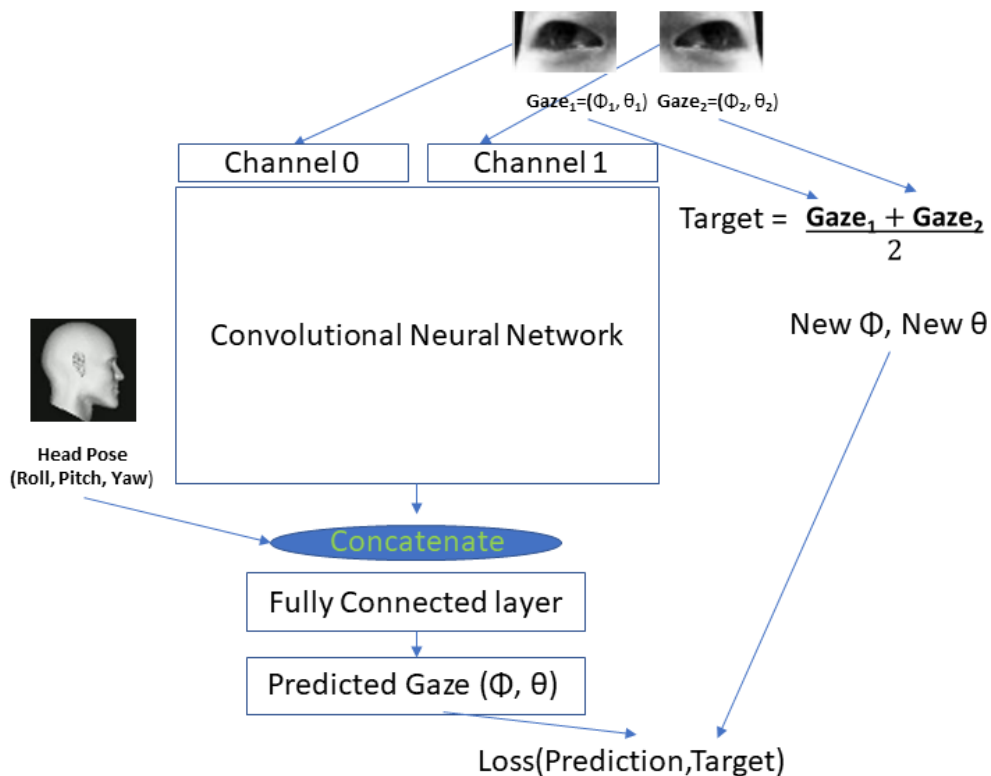 Gaze₁=(Φ₁, θ₁) Gaze₂=(Φ₂, θ₂)
Channel 0
Channel 1
Target = Gaze₁ + Gaze₂
2
Convolutional Neural Network
New Φ, New θ
Head Pose
(Roll, Pitch, Yaw)
Concatenate
Fully Connected layer
Predicted Gaze (Φ, θ)
Loss(Prediction,Target)